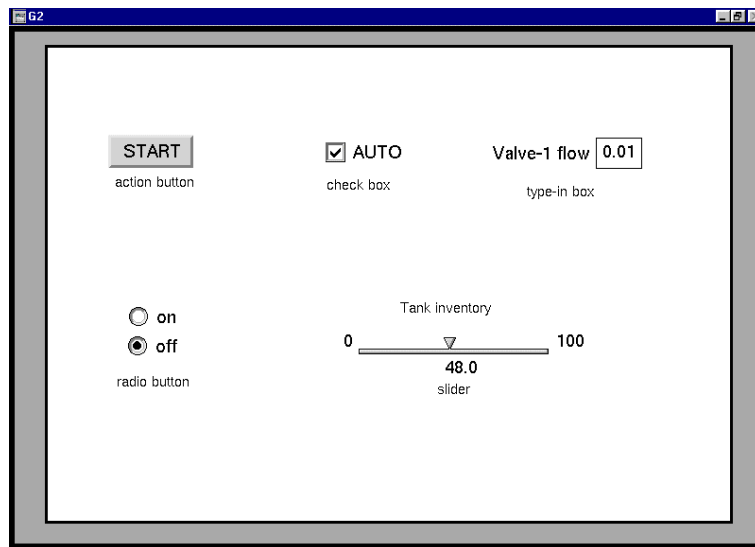 G2
START
AUTO
Valve-1 flow 0.01
action button
check box
type-in box
on
off
radio button
Tank inventory
0
100
48.0
slider